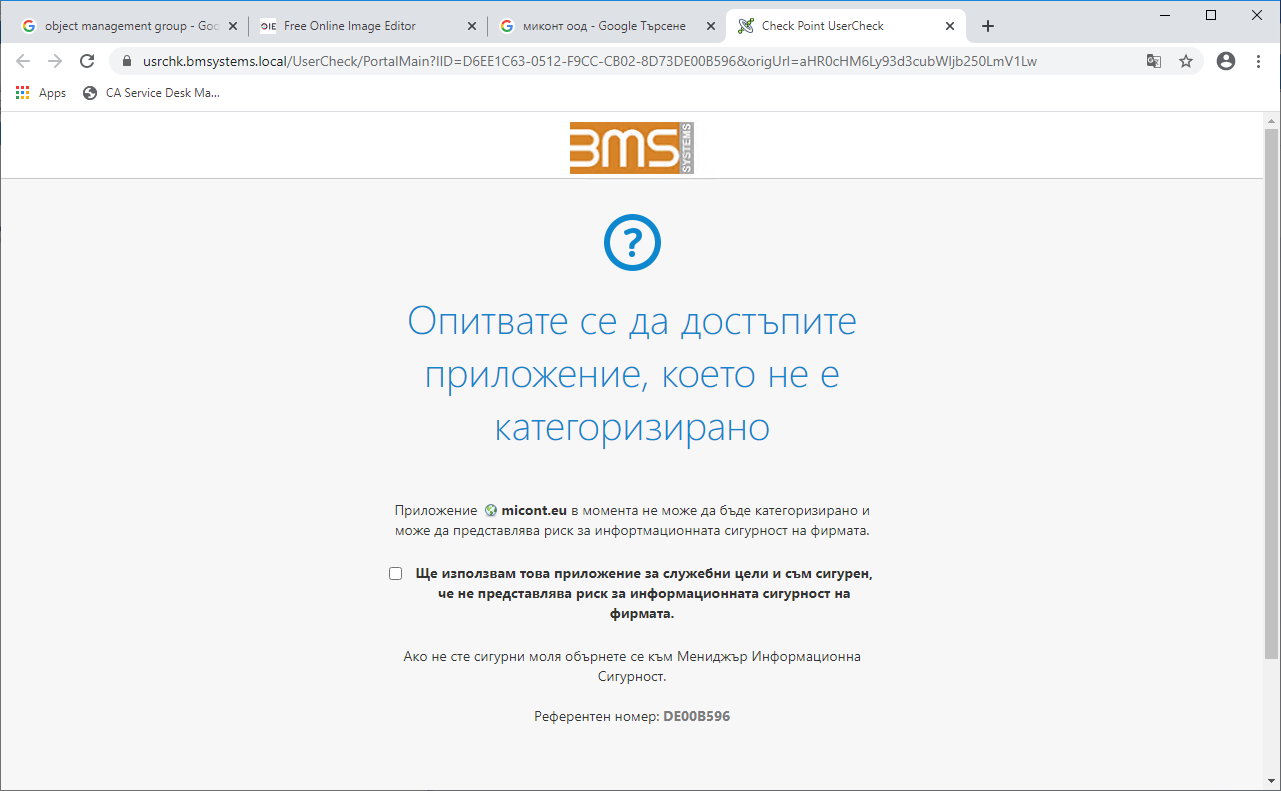 object management group - Goo
Free Online Image Editor
миконт оод - Google Търсене
Check Point UserCheck
usrchk.bmsystems.local/UserCheck/PortalMain?IID=D6EE1C63-0512-F9CC-CB02-8D73DE00B596&origUrl=aHR0cHM6Ly93d3cubWljb250LmV1Lw
Apps
CA Service Desk Ma...
BMS SYSTEMS
?
Опитвате се да достъпите
приложение, което не е
категоризирано
Приложение micont.eu в момента не може да бъде категоризирано и
може да представлява риск за инфортмационната сигурност на фирмата.
Ще използвам това приложение за служебни цели и съм сигурен,
че не представлява риск за информационната сигурност на
фирмата.
Ако не сте сигурни моля обърнете се към Мениджър Информационна
Сигурност.
Референтен номер: DE00B596